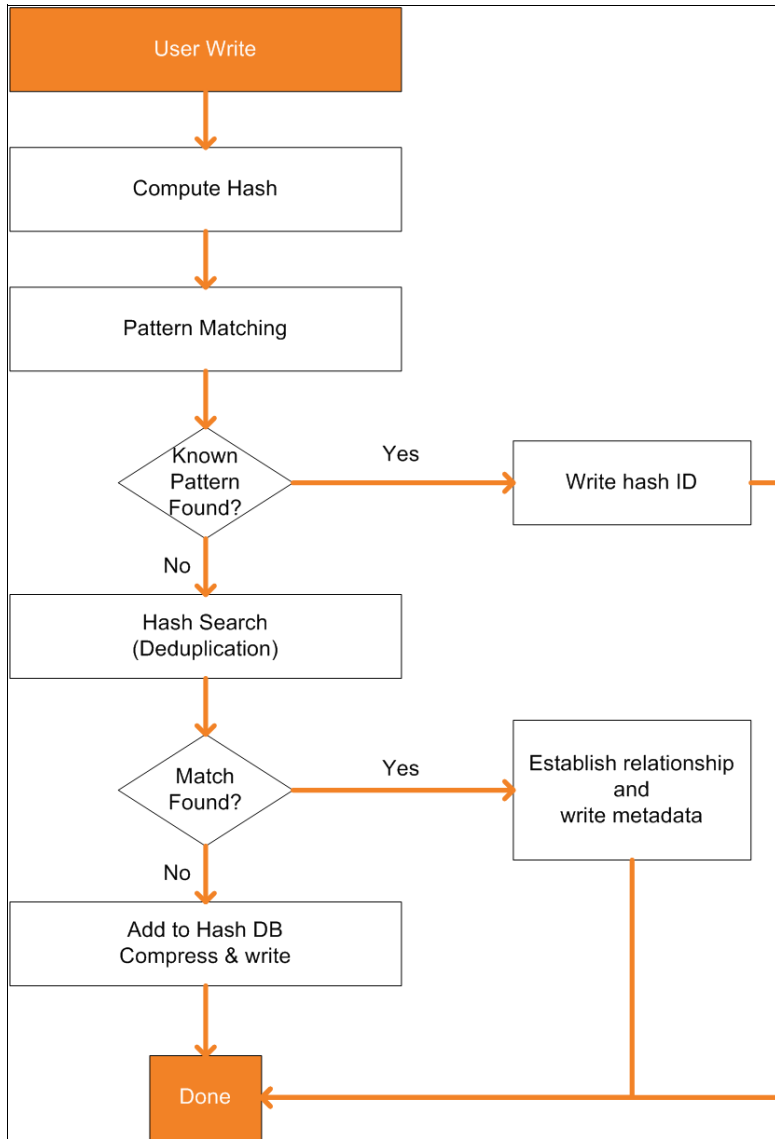 User Write
Compute Hash
Pattern Matching
Known
Pattern
Found?
Yes
Write hash ID
No
Hash Search
(Deduplication)
Match
Found?
Yes
Establish relationship
and
write metadata
No
Add to Hash DB
Compress & write
Done